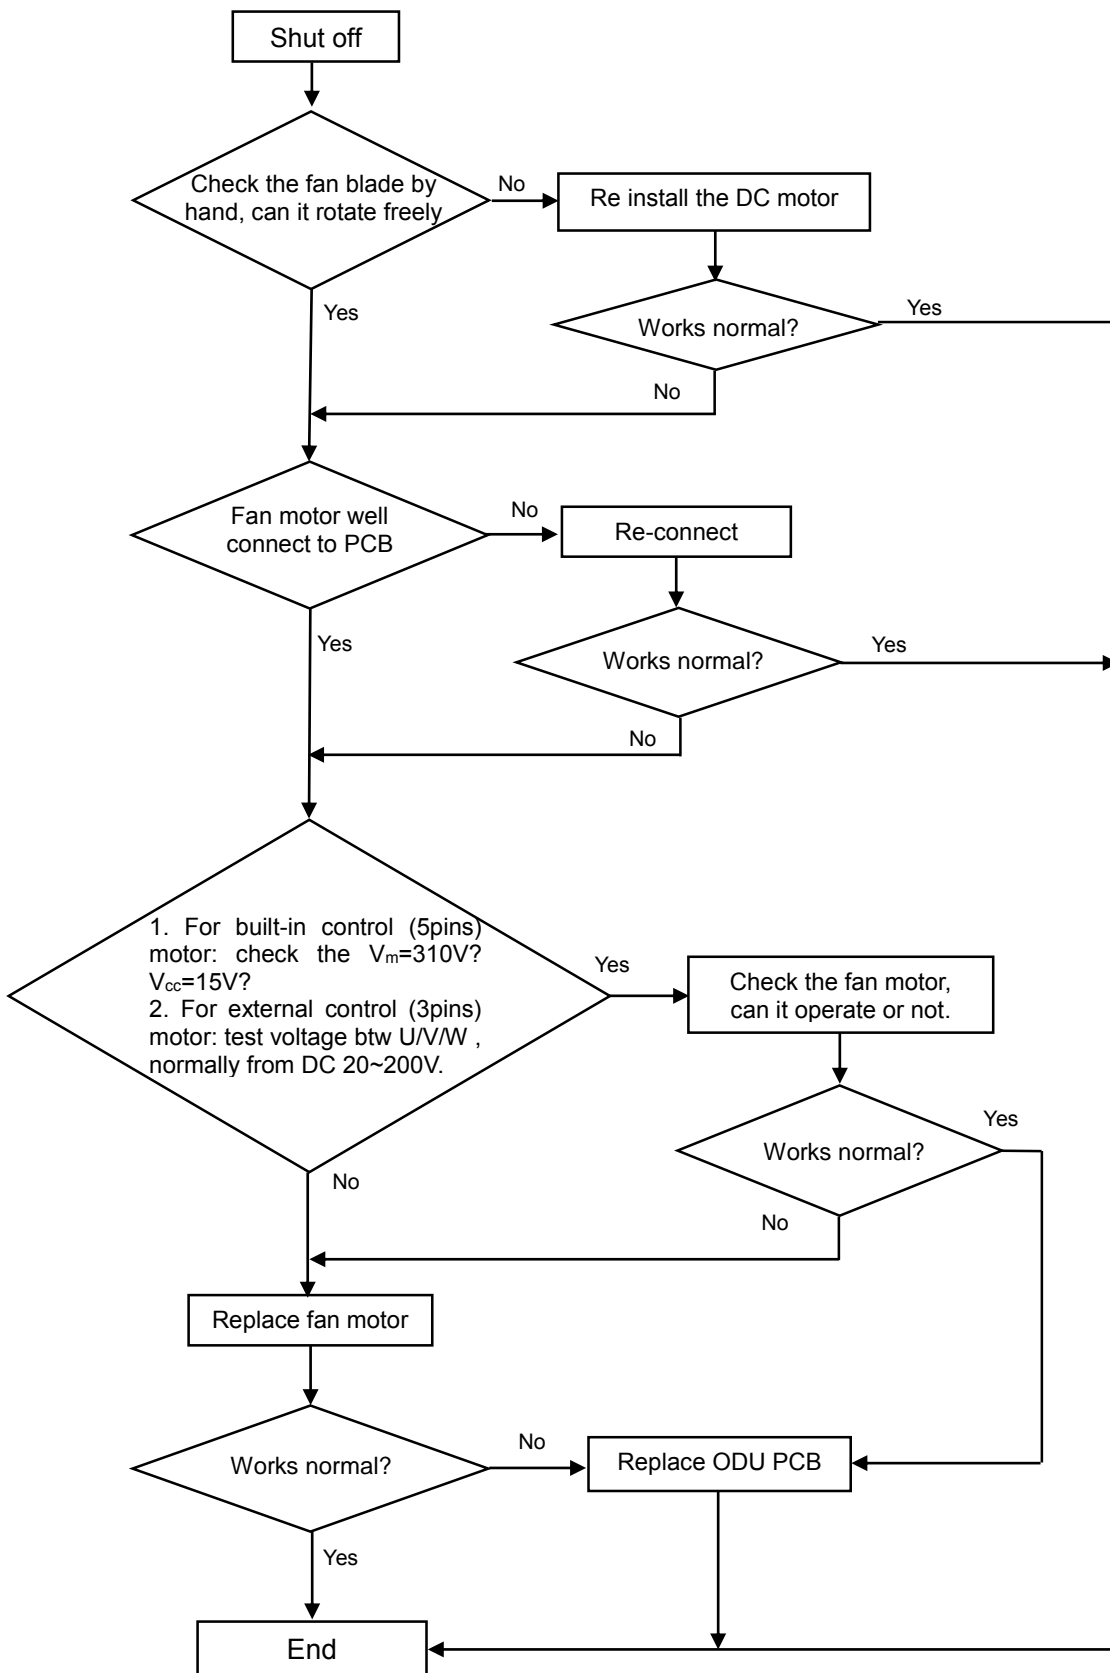 Shut off
Check the fan blade by
hand, can it rotate freely
No
Re install the DC motor
Yes
Works normal?
Yes
No
Fan motor well
connect to PCB
No
Re-connect
Yes
Works normal?
Yes
No
1. For built-in control (5pins)
motor: check the Vm=310V?
Vcc=15V?
2. For external control (3pins)
motor: test voltage btw U/V/W ,
normally from DC 20~200V.
Yes
Check the fan motor,
can it operate or not.
No
Works normal?
Yes
No
Replace fan motor
Works normal?
No
Replace ODU PCB
Yes
End